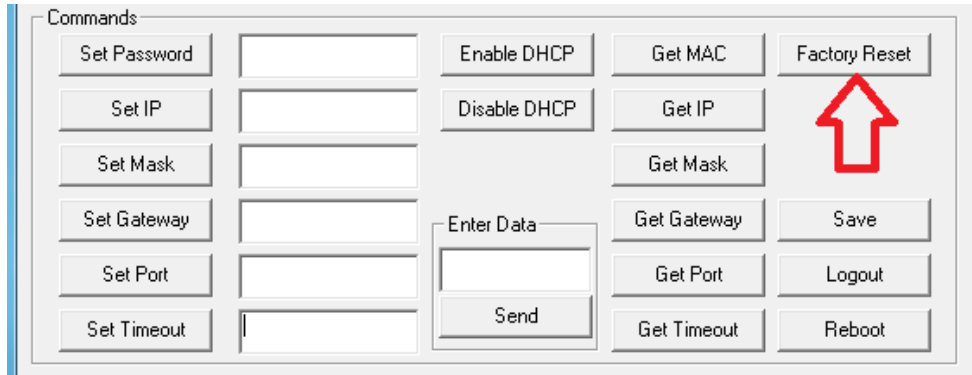 Commands
Set Password
Enable DHCP
Get MAC
Factory Reset
Set IP
Disable DHCP
Get IP
Set Mask
Get Mask
Set Gateway
Enter Data
Get Gateway
Save
Set Port
Get Port
Logout
Set Timeout
Send
Get Timeout
Reboot